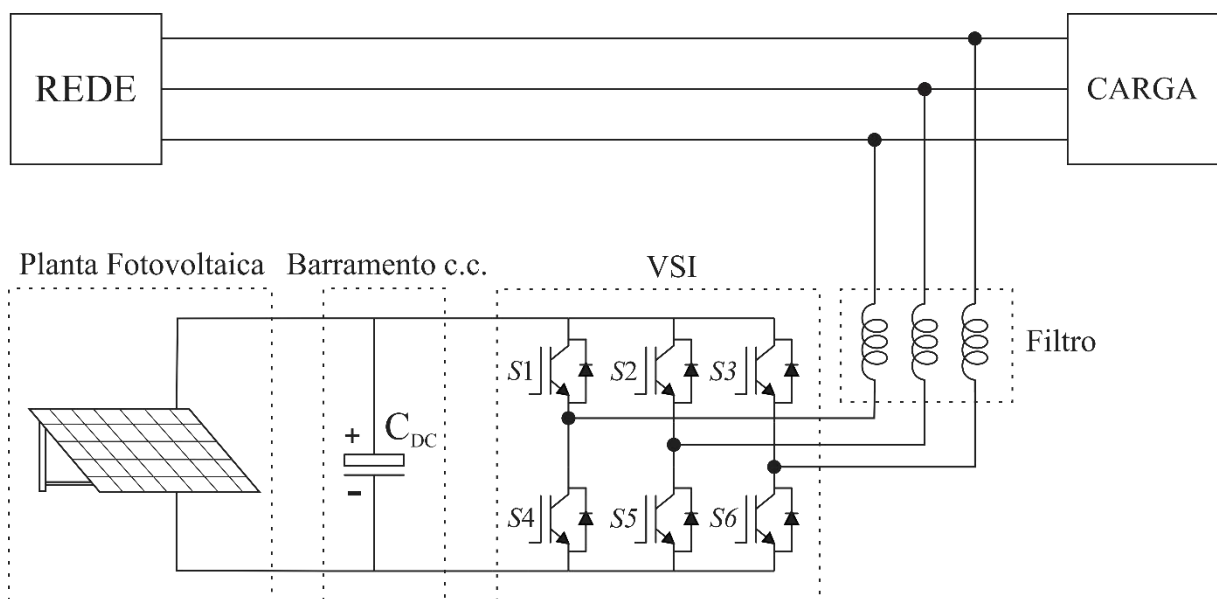 REDE
CARGA
Planta Fotovoltaica
Barramento c.c.
VSI
Filtro
S1
S2
S3
+
C_DC
-
S4
S5
S6